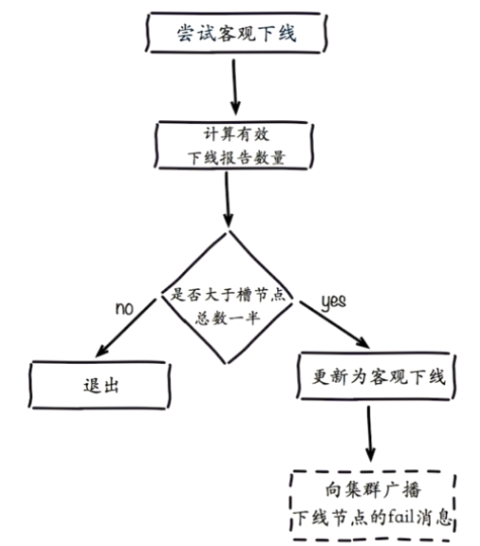 尝试客观下线
计算有效
下线报告数量
是否大于槽节点
总数一半
no
yes
退出
更新为客观下线
向集群广播
下线节点的fail消息